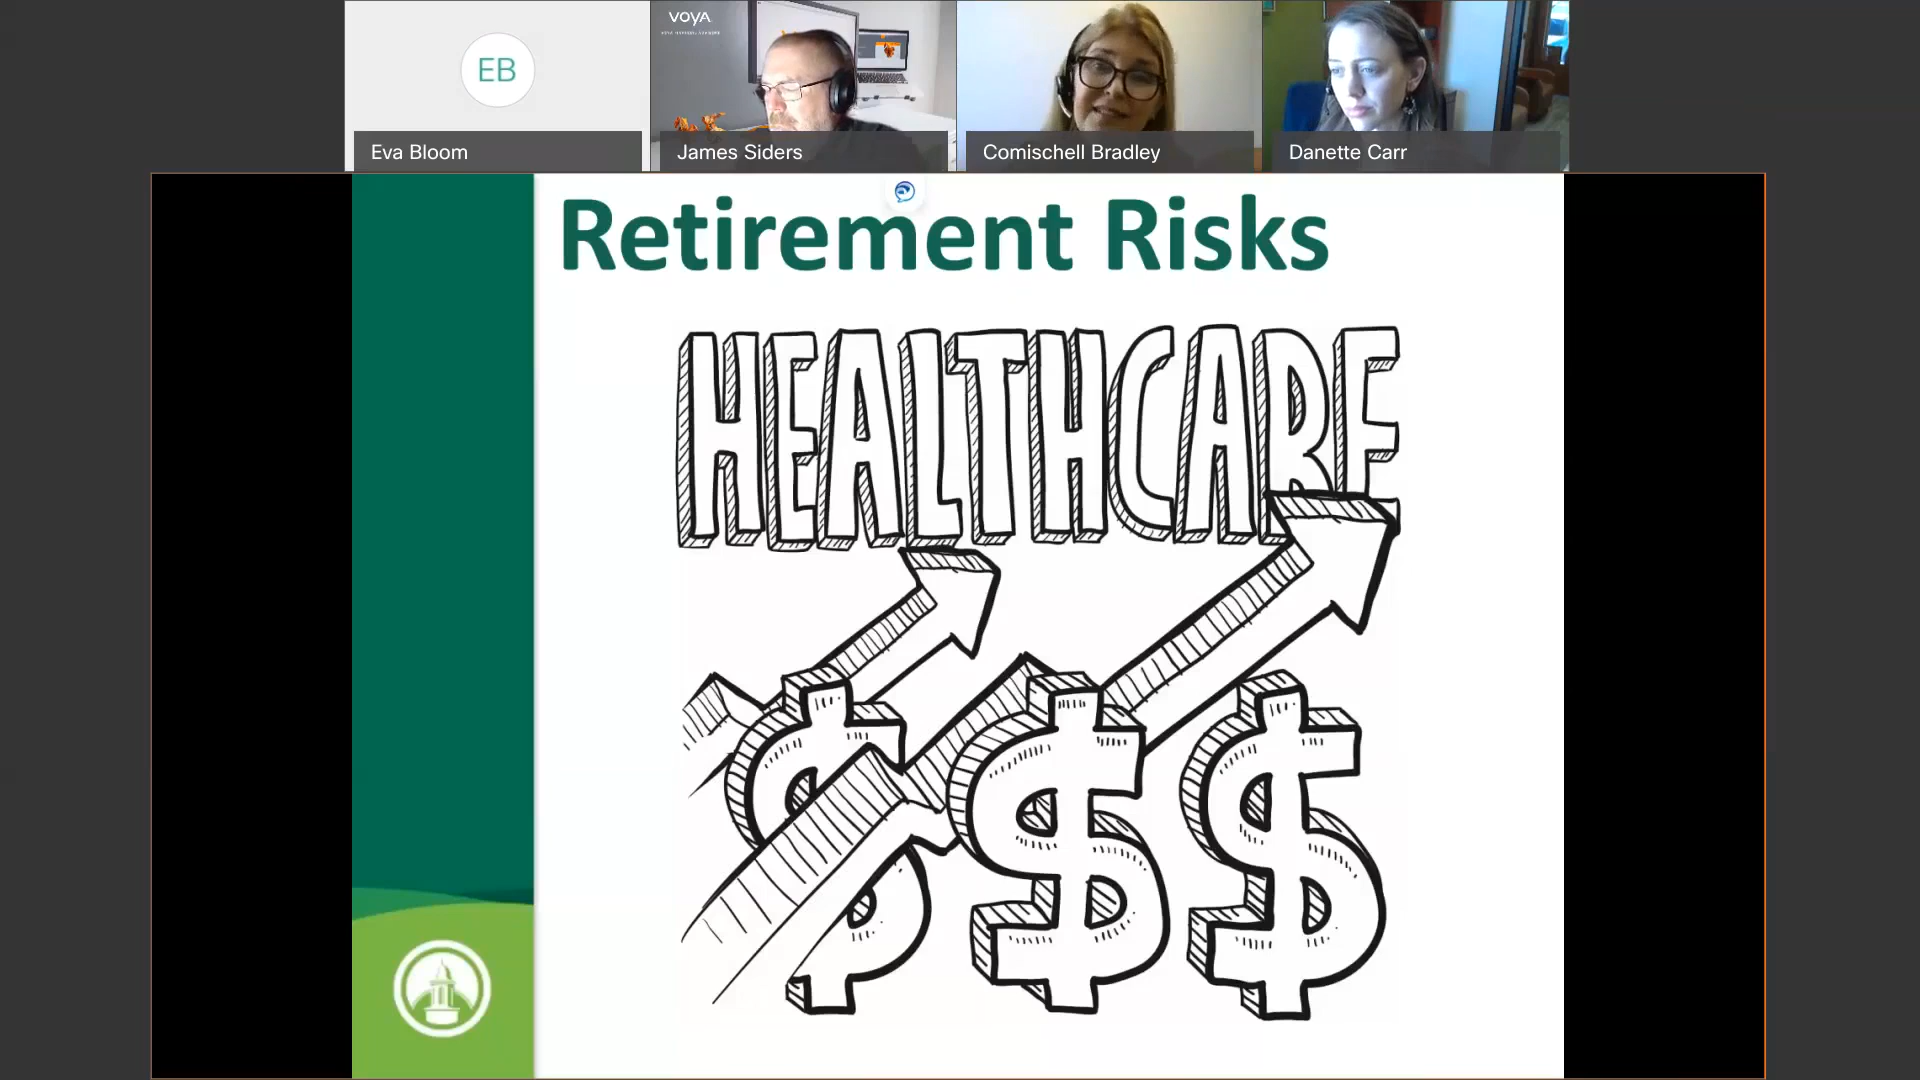 VOYA
EB
Eva Bloom
James Siders
Comischell Bradley
Danette Carr
Retirement Risks
HEALTHCARE
$ $ $